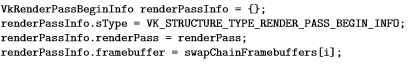 VkRenderPassBeginInfo renderPassInfo = {};
renderPassInfo.sType = VK_STRUCTURE_TYPE_RENDER_PASS_BEGIN_INFO;
renderPassInfo.renderPass = renderPass;
renderPassInfo.framebuffer = swapChainFramebuffers[i];